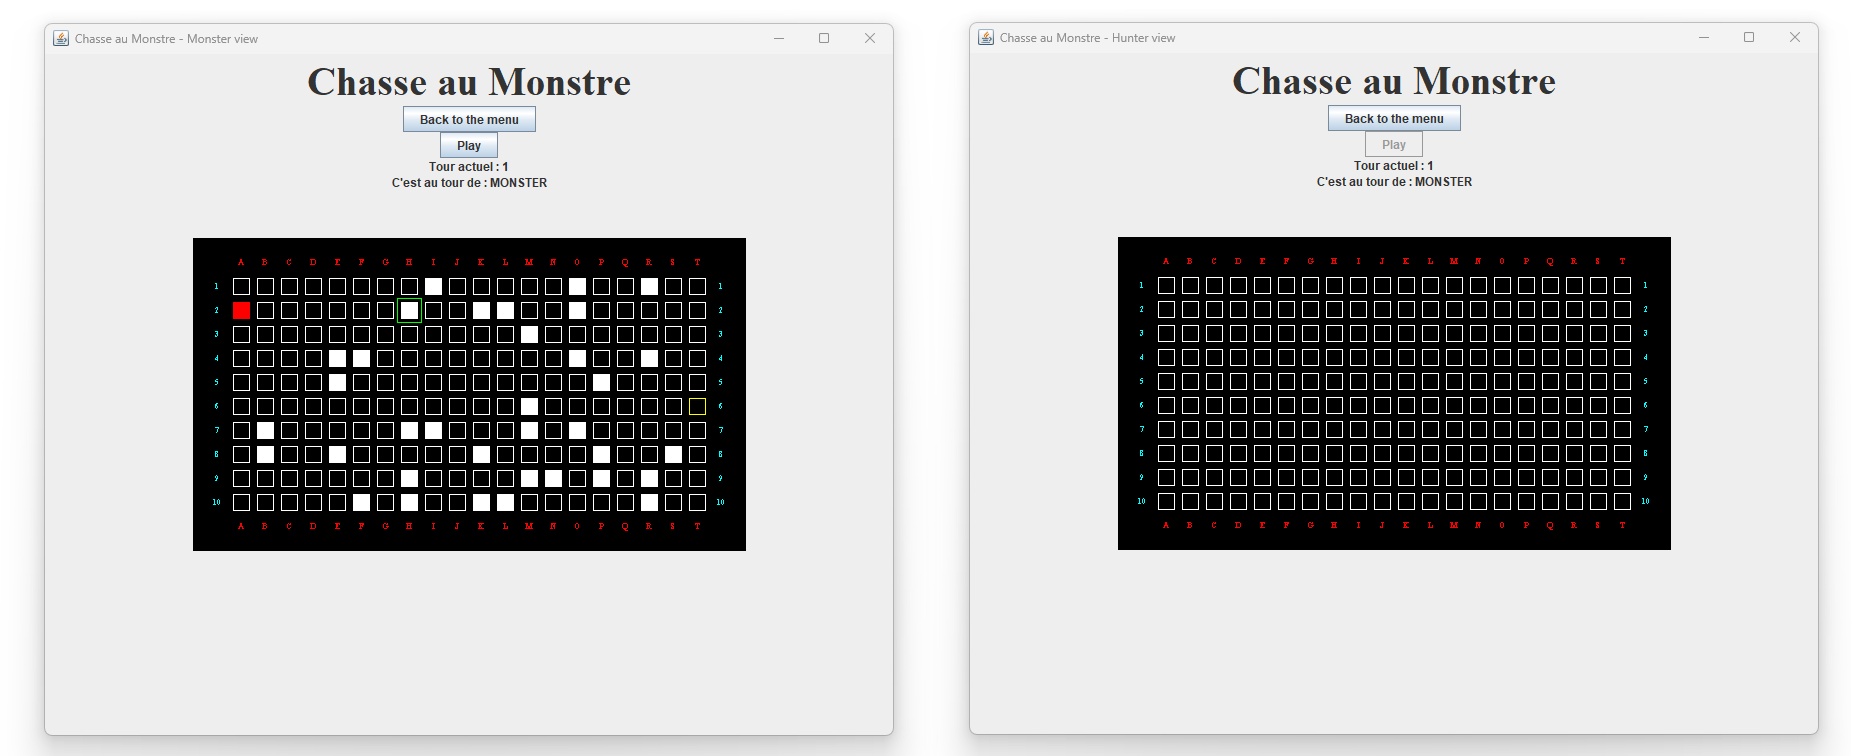 Chasse au Monstre - Monster view
Chasse au Monstre
Back to the menu
Play
Tour actuel : 1
C'est au tour de : MONSTER
A B C D E F G H I J K L M N O P Q R S T
1 1
2 2
3 3
4 4
5 5
6 6
7 7
8 8
9 9
10 10
A B C D E F G H I J K L M N O P Q R S T
Chasse au Monstre - Hunter view
Chasse au Monstre
Back to the menu
Play
Tour actuel : 1
C'est au tour de : MONSTER
A B C D E F G H I J K L M N O P Q R S T
1 1
2 2
3 3
4 4
5 5
6 6
7 7
8 8
9 9
10 10
A B C D E F G H I J K L M N O P Q R S T